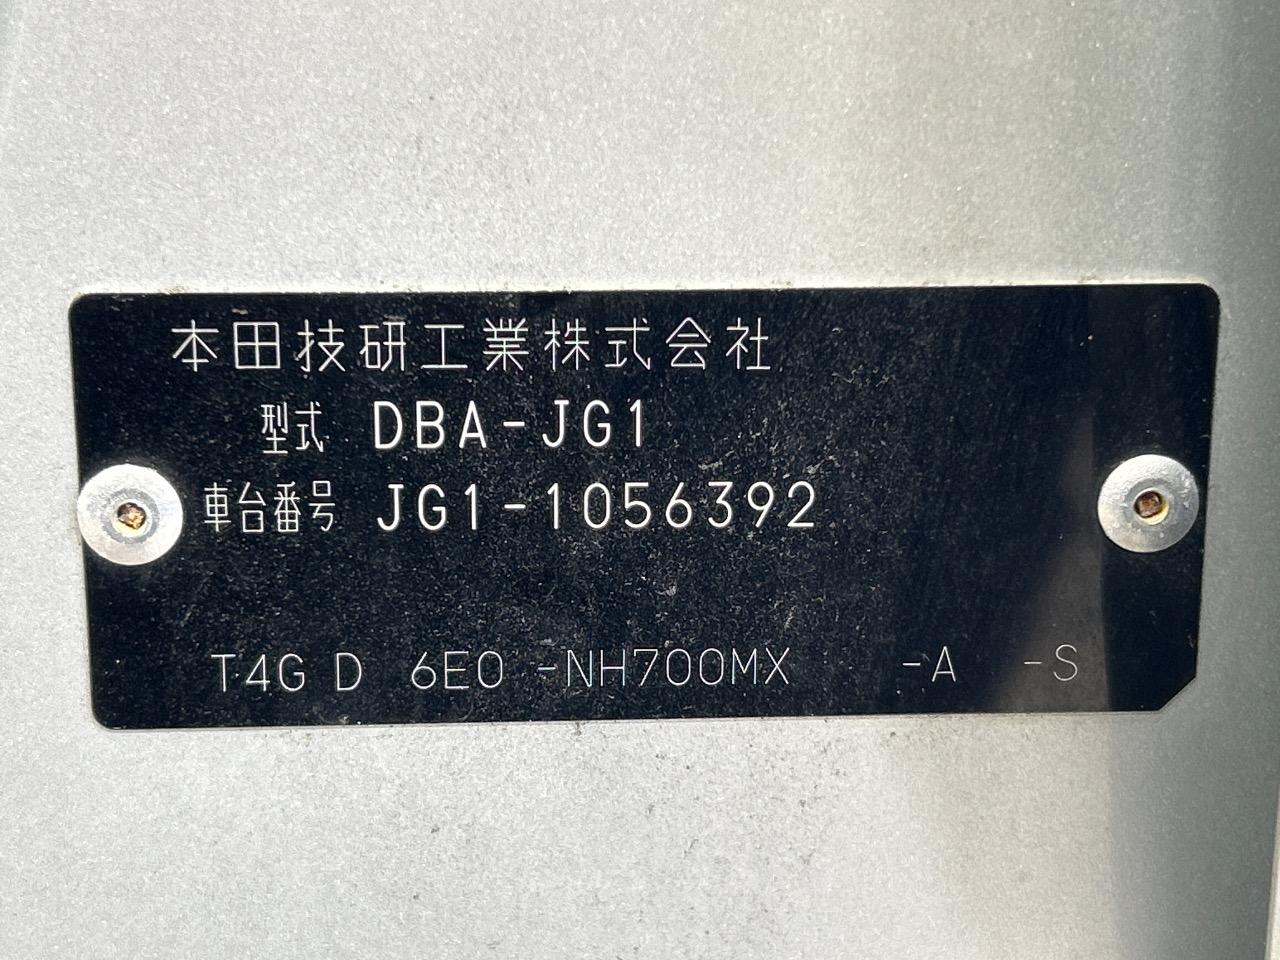 本田技研工業株式会社
型式 DBA-JG1
車台番号 JG1-1056392
T4G D 6E0 -NH700MX -A -S